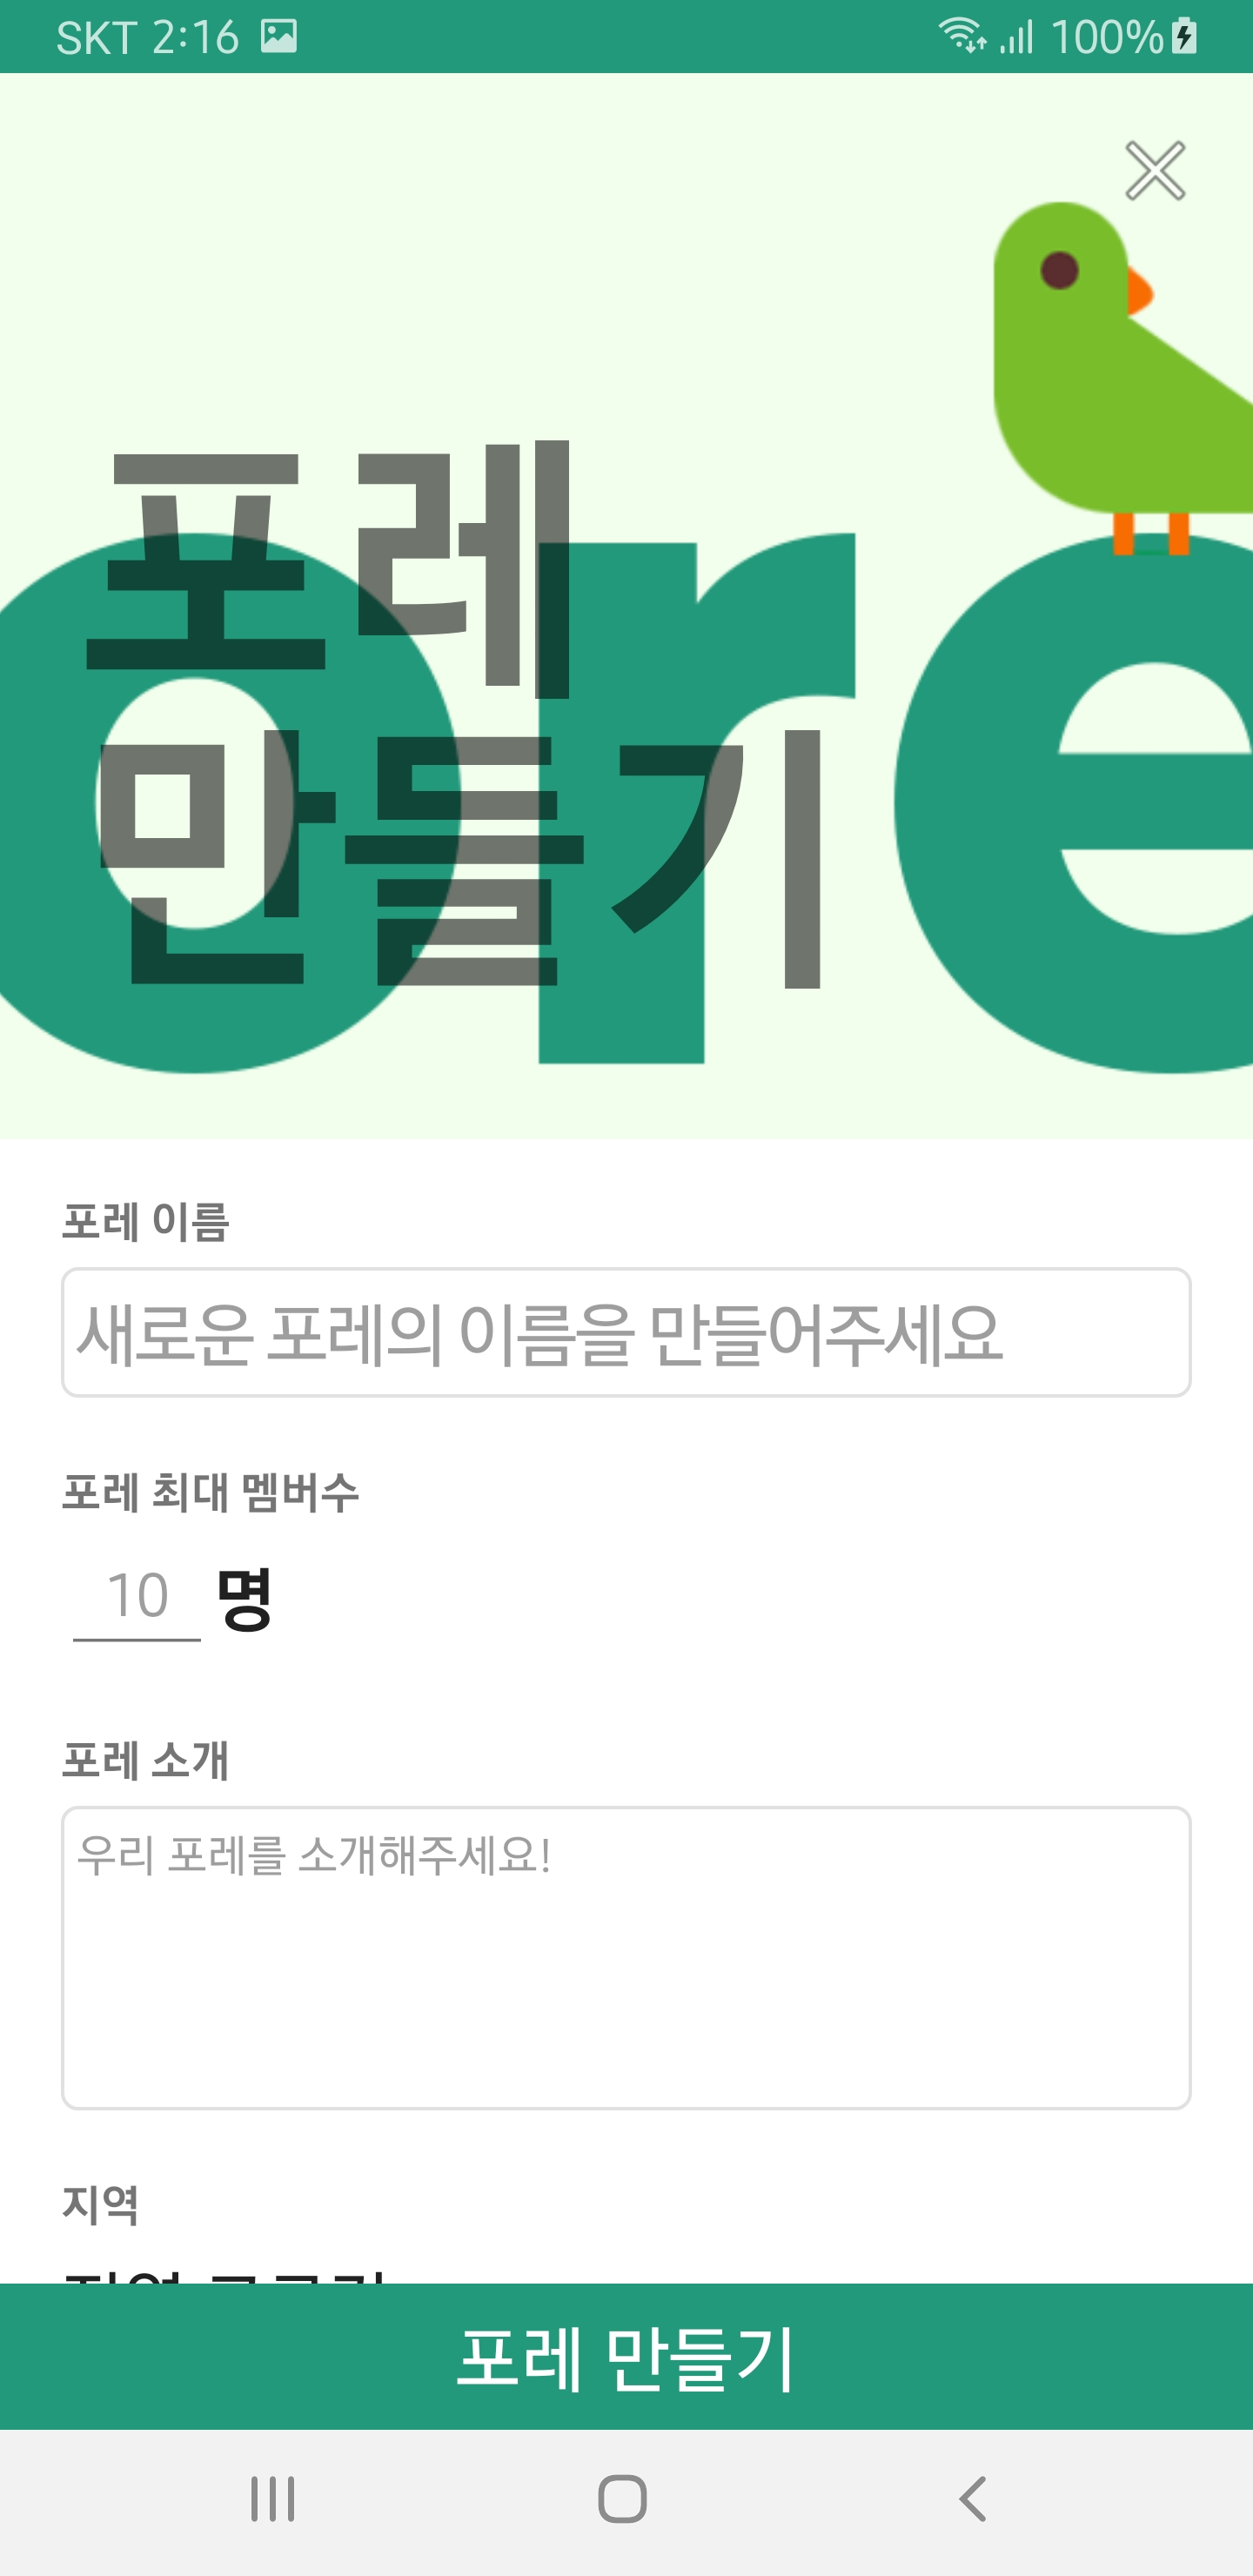 SKT 2:16 100%
ore
포레
만들기
포레 이름
새로운 포레의 이름을 만들어주세요
포레 최대 멤버수
10 명
포레 소개
우리 포레를 소개해주세요!
지역
포레 만들기